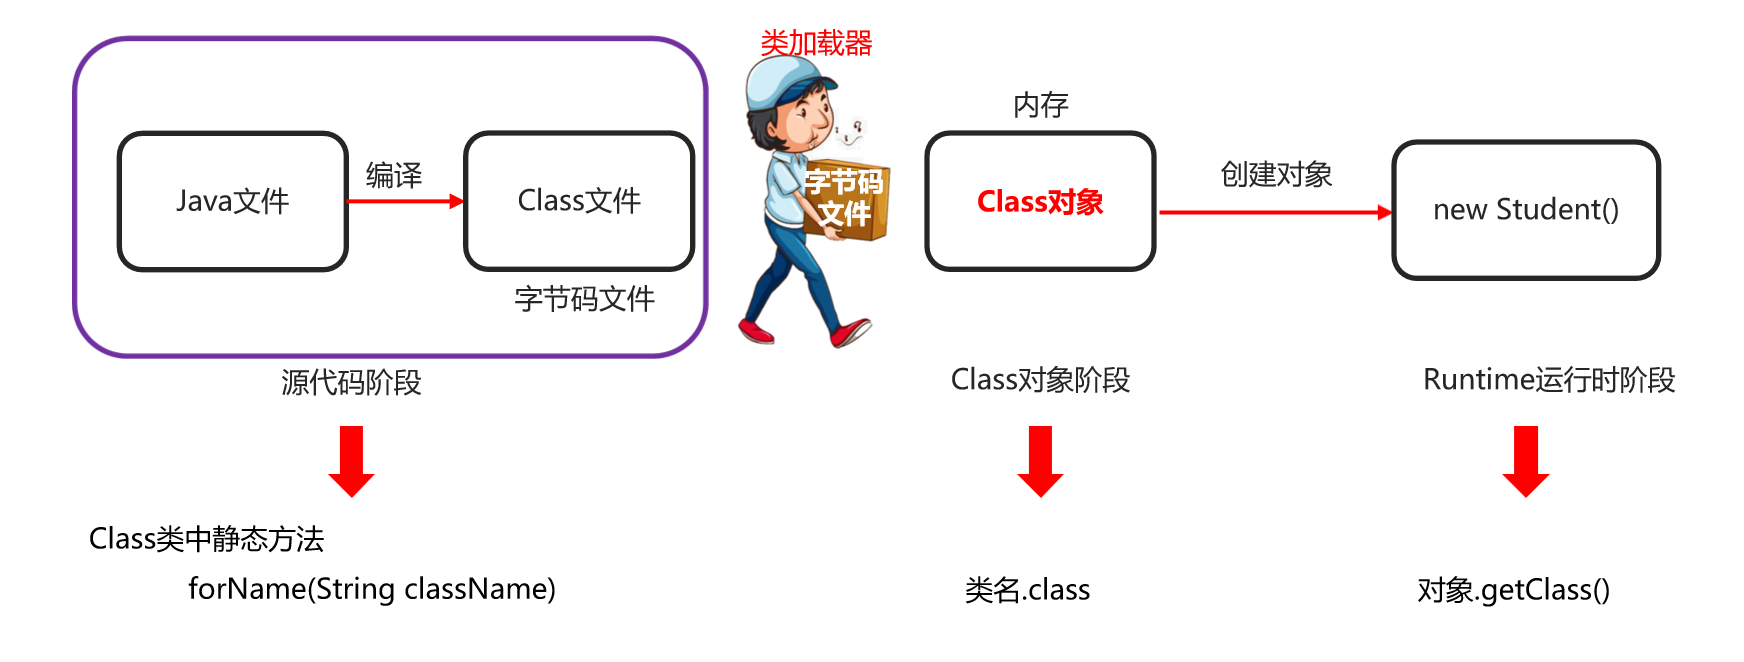 类加载器
内存
Java文件
编译
Class文件
字节码
文件
Class对象
创建对象
new Student()
字节码文件
源代码阶段
Class对象阶段
Runtime运行时阶段
Class类中静态方法
forName(String className)
类名.class
对象.getClass()